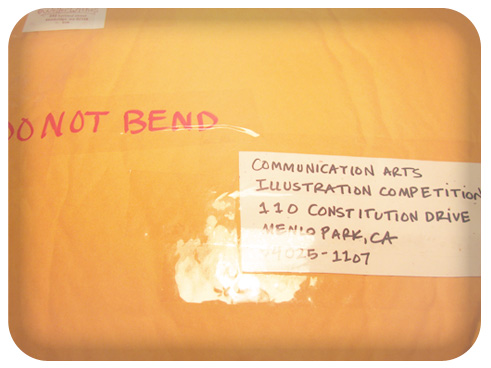 DO NOT BEND
COMMUNICATION ARTS
ILLUSTRATION COMPETITION
110 CONSTITUTION DRIVE
MENLO PARK, CA
94025-1107